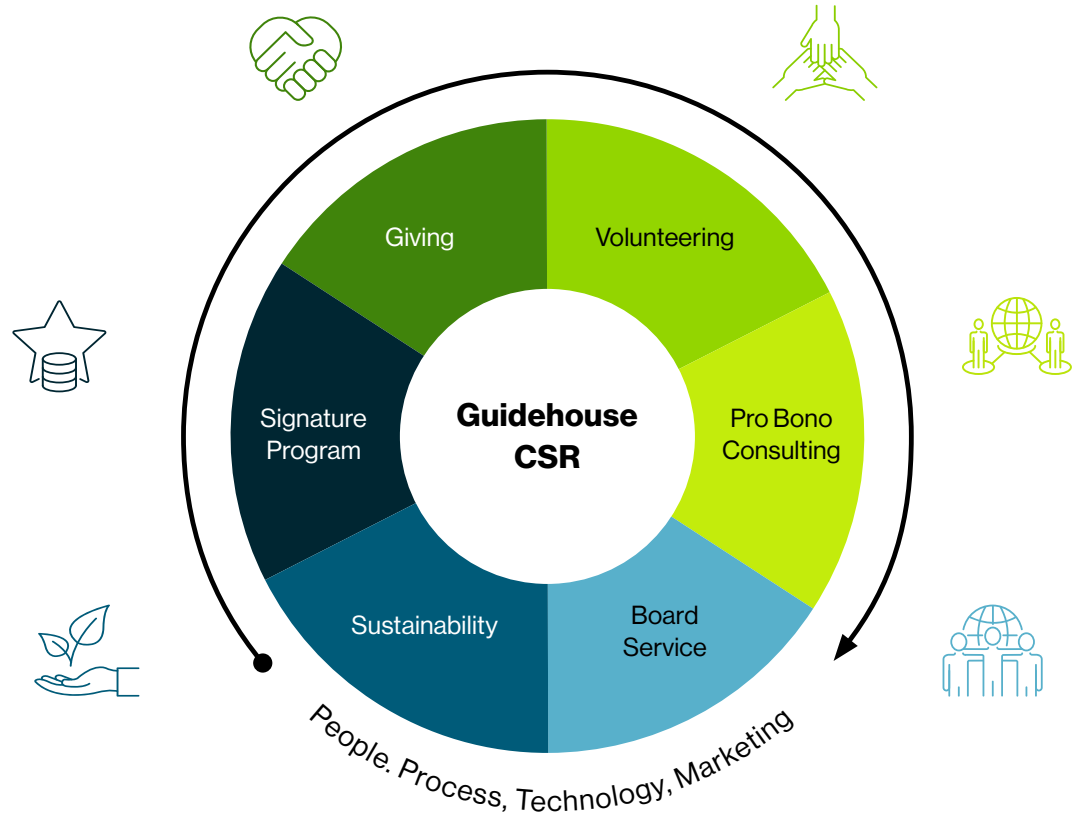 Giving
Volunteering
Signature
Program
Guidehouse
CSR
Pro Bono
Consulting
Sustainability
Board
Service
People. Process, Technology, Marketing